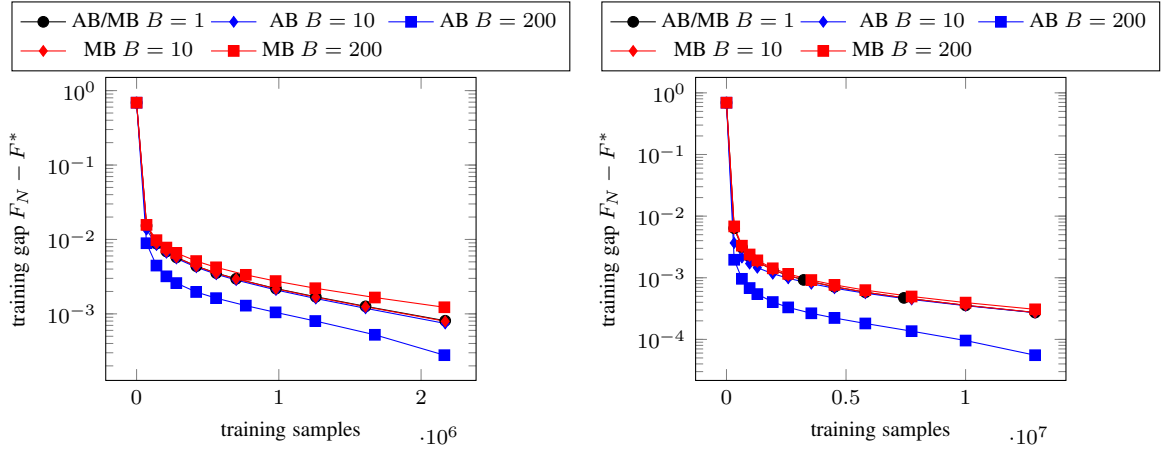 AB/MB B = 1 AB B = 10 AB B = 200
MB B = 10 MB B = 200
10^0
10^{-1}
10^{-2}
10^{-3}
training gap F_N − F^*
0 1 2
·10^6
training samples
AB/MB B = 1 AB B = 10 AB B = 200
MB B = 10 MB B = 200
10^0
10^{-1}
10^{-2}
10^{-3}
10^{-4}
training gap F_N − F^*
0 0.5 1
·10^7
training samples